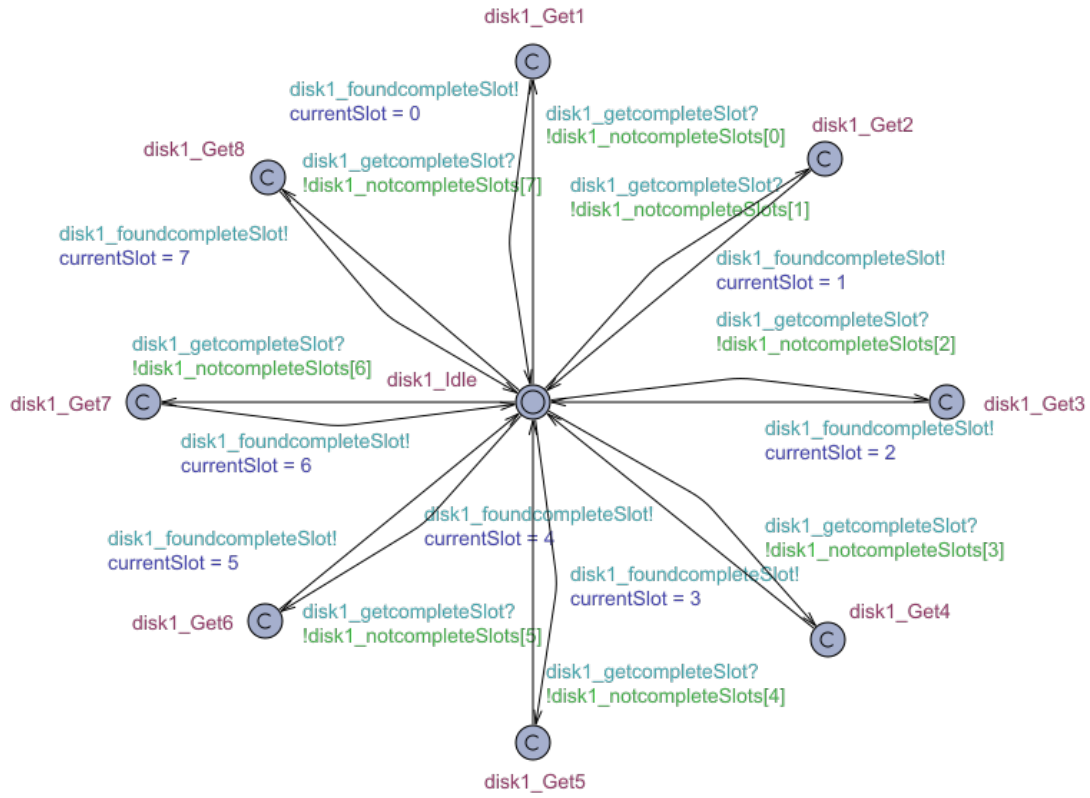 disk1_Get1
disk1_foundcompleteSlot!
currentSlot = 0
disk1_getcompleteSlot?
!disk1_notcompleteSlots[0]
disk1_Get2
disk1_Get8
disk1_getcompleteSlot?
!disk1_notcompleteSlots[7]
disk1_getcompleteSlot?
!disk1_notcompleteSlots[1]
disk1_foundcompleteSlot!
currentSlot = 7
disk1_foundcompleteSlot!
currentSlot = 1
disk1_getcompleteSlot?
!disk1_notcompleteSlots[2]
disk1_getcompleteSlot?
!disk1_notcompleteSlots[6]
disk1_Idle
disk1_Get7
C
C
C
C
C
C
C
C
disk1_Get3
disk1_foundcompleteSlot!
currentSlot = 6
disk1_foundcompleteSlot!
currentSlot = 2
disk1_foundcompleteSlot!
currentSlot = 5
disk1_foundcompleteSlot!
currentSlot = 4
disk1_getcompleteSlot?
!disk1_notcompleteSlots[3]
disk1_foundcompleteSlot!
currentSlot = 3
disk1_Get6
disk1_getcompleteSlot?
!disk1_notcompleteSlots[5]
disk1_Get4
disk1_getcompleteSlot?
!disk1_notcompleteSlots[4]
disk1_Get5